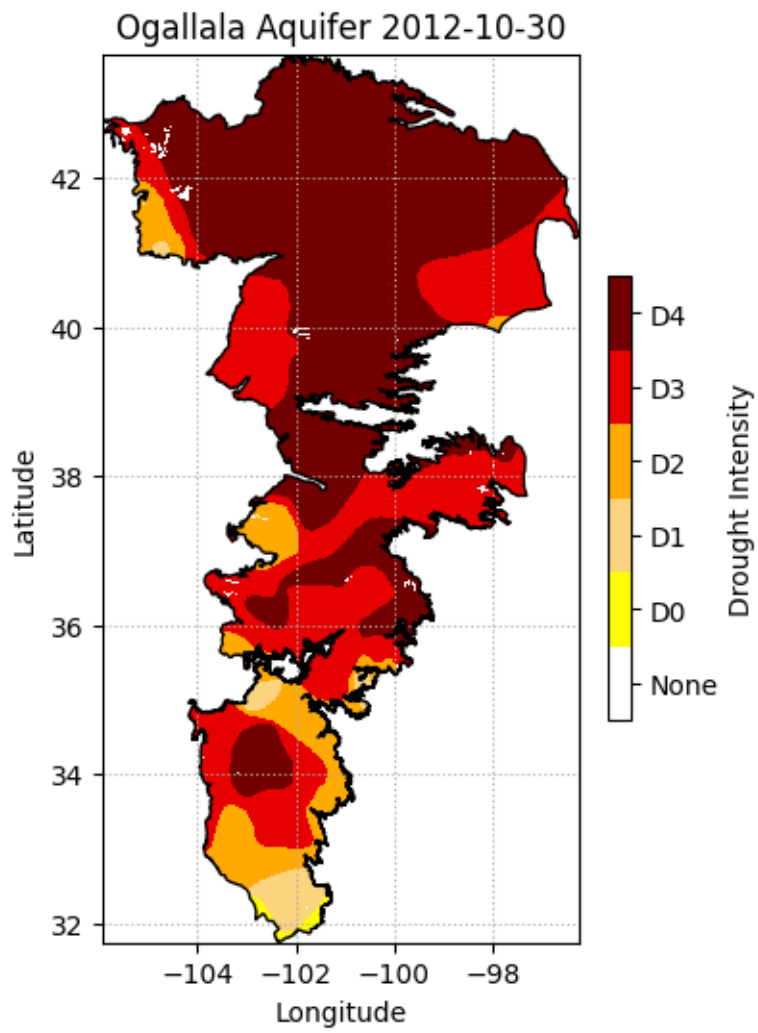 Ogallala Aquifer 2012-10-30
42
40
38
36
34
32
Latitude
−104
−102
−100
−98
Longitude
D4
D3
D2
D1
D0
None
Drought Intensity